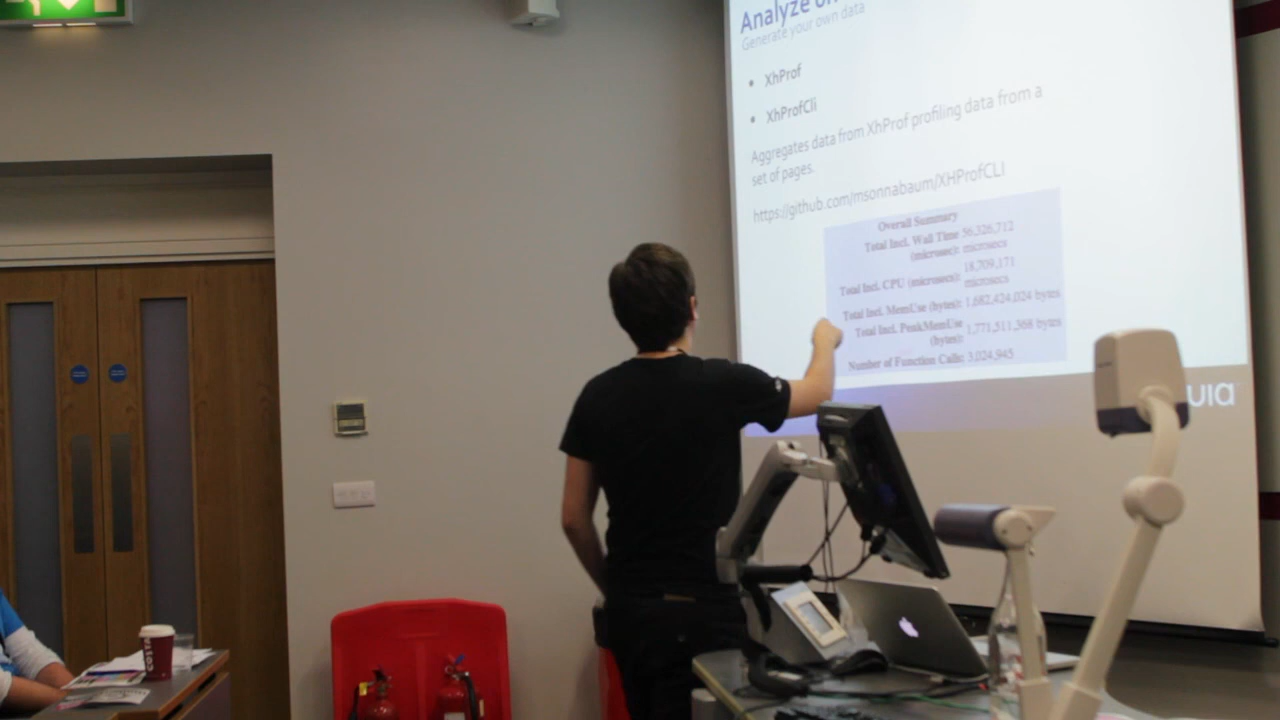 Analyze
Generate your own data
• XhProf
• XhProfCli
Aggregates data from XhProf profiling data from a
set of pages.
https://github.com/msonnabaum/XHProfCLI
Overall Summary
Total Incl. Wall Time 56,326,712
(microsec): microsecs
18,709,171
Total Incl. CPU (microsecs): microsecs
Total Incl. MemUse (bytes): 1,682,424,024 bytes
Total Incl. PeakMemUse 1,771,511,368 bytes
(bytes):
Number of Function Calls: 3,024,945
uia
COSTA